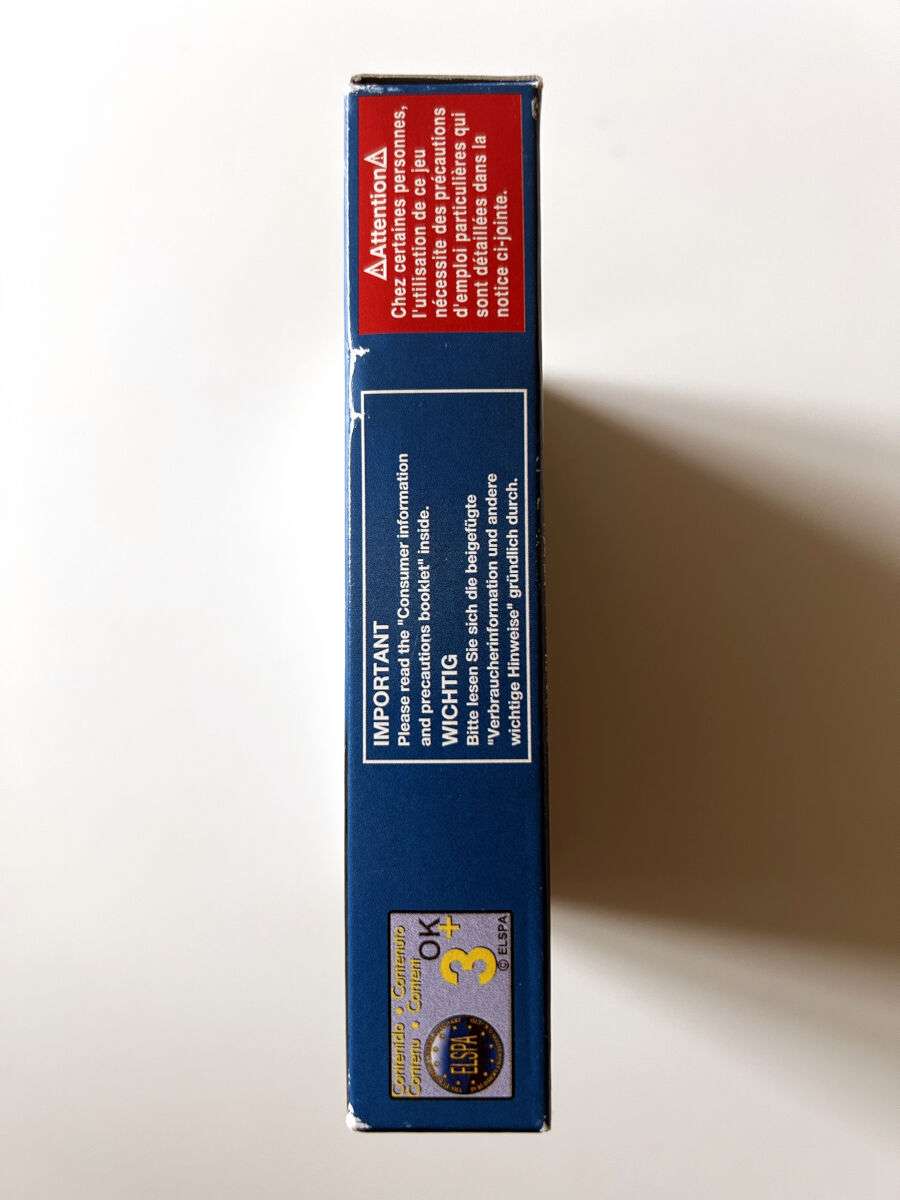 ⚠Attention⚠
Chez certaines personnes,
l'utilisation de ce jeu
nécessite des précautions
d'emploi particulières qui
sont détaillées dans la
notice ci-jointe.
IMPORTANT
Please read the "Consumer information
and precautions booklet" inside.
WICHTIG
Bitte lesen Sie sich die beigefügte
"Verbraucherinformation und andere
wichtige Hinweise" gründlich durch.
Contenido • Contenuto
Contenu • Content
OK
3+
ELSPA
© ELSPA